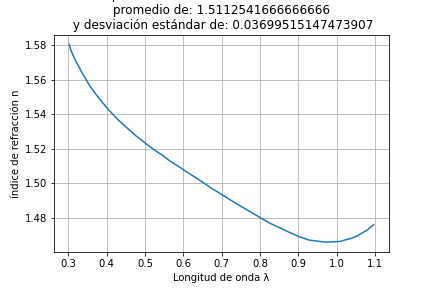 promedio de: 1.5112541666666666
y desviación estándar de: 0.03699515147473907
1.58
1.56
1.54
1.52
1.50
1.48
índice de refracción n
0.3 0.4 0.5 0.6 0.7 0.8 0.9 1.0 1.1
Longitud de onda λ